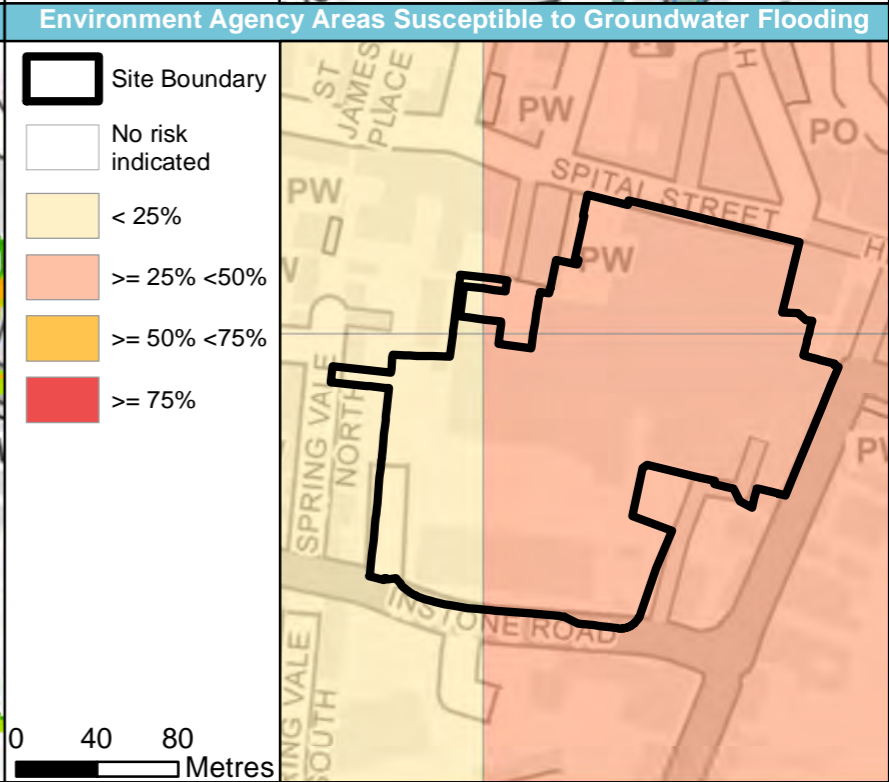 Environment Agency Areas Susceptible to Groundwater Flooding
Site Boundary
No risk
indicated
< 25%
>= 25% <50%
>= 50% <75%
>= 75%
0 40 80
Metres
ST
JAMES
PLACE
PW
PO
H
PW
SPITAL STREET
PW
H
W
SPRING VALE
NORTH
PW
INSTONE ROAD
RING VALE
SOUTH